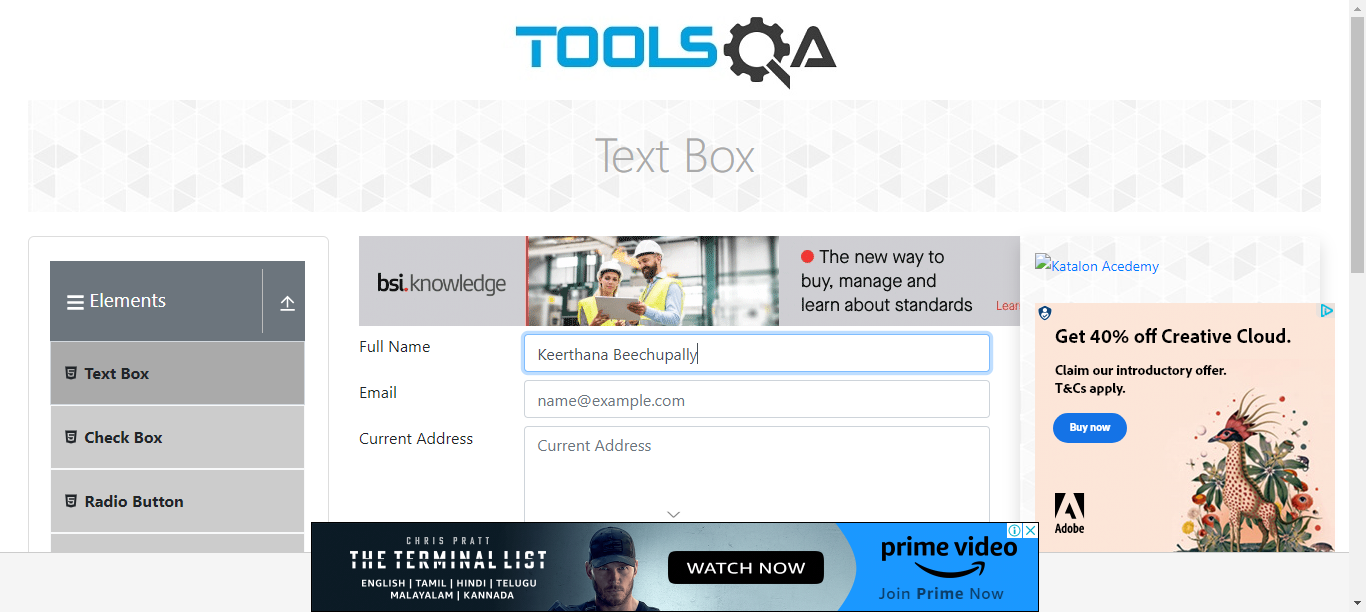 TOOLSQA
Text Box
Elements
Text Box
Check Box
Radio Button
bsi.knowledge
The new way to
buy, manage and
learn about standards
Lear
Full Name
Keerthana Beechupally
Email
name@example.com
Current Address
Current Address
Katalon Acedemy
Get 40% off Creative Cloud.
Claim our introductory offer.
T&Cs apply.
Buy now
Adobe
CHRIS PRATT
THE TERMINAL LIST
ENGLISH | TAMIL | HINDI | TELUGU
MALAYALAM | KANNADA
WATCH NOW
prime video
Join Prime Now